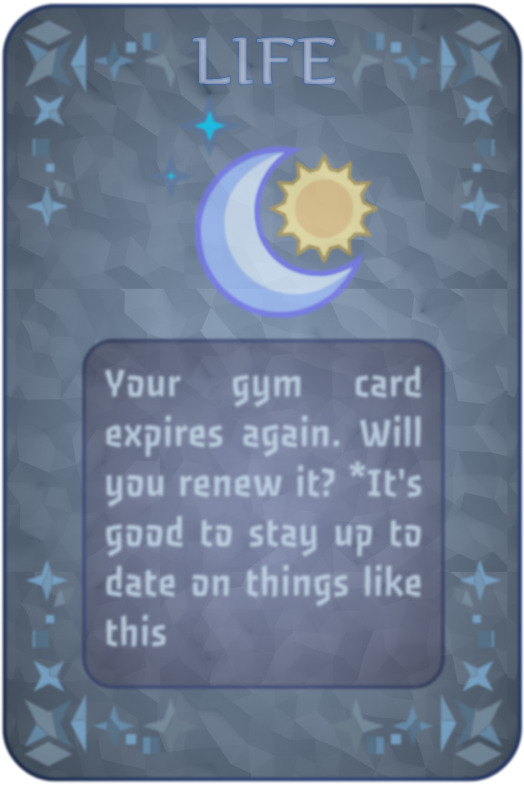 LIFE
Your gym card
expires again. Will
you renew it? *It's
good to stay up to
date on things like
this